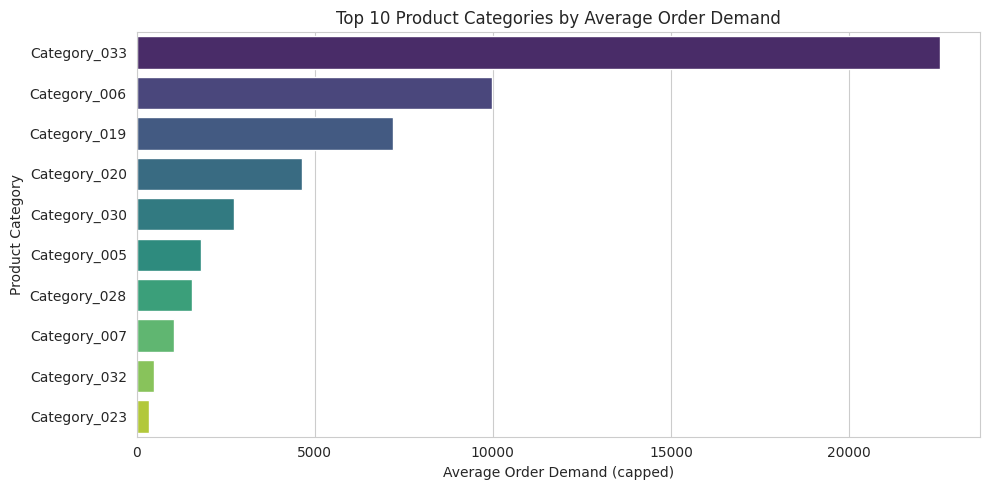 Top 10 Product Categories by Average Order Demand
Product Category
Category_033
Category_006
Category_019
Category_020
Category_030
Category_005
Category_028
Category_007
Category_032
Category_023
0 5000 10000 15000 20000
Average Order Demand (capped)